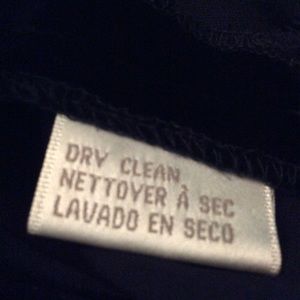 DRY CLEAN
NETTOYER À SEC
LAVADO EN SECO